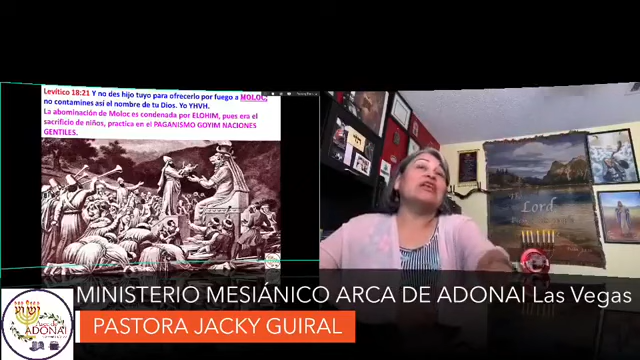 Levítico 18:21 Y no des hijo tuyo para ofrecerlo por fuego a MOLOC,
no contamines así el nombre de tu Dios. Yo YHVH.
La abominación de Moloc es condenada por ELOHIM, pues era el
sacrificio de niños, practica en el PAGANISMO GOYIM NACIONES
GENTILES.
Lord
ADONAI
MINISTERIO MESIÁNICO ARCA DE ADONAI Las Vegas
PASTORA JACKY GUIRAL